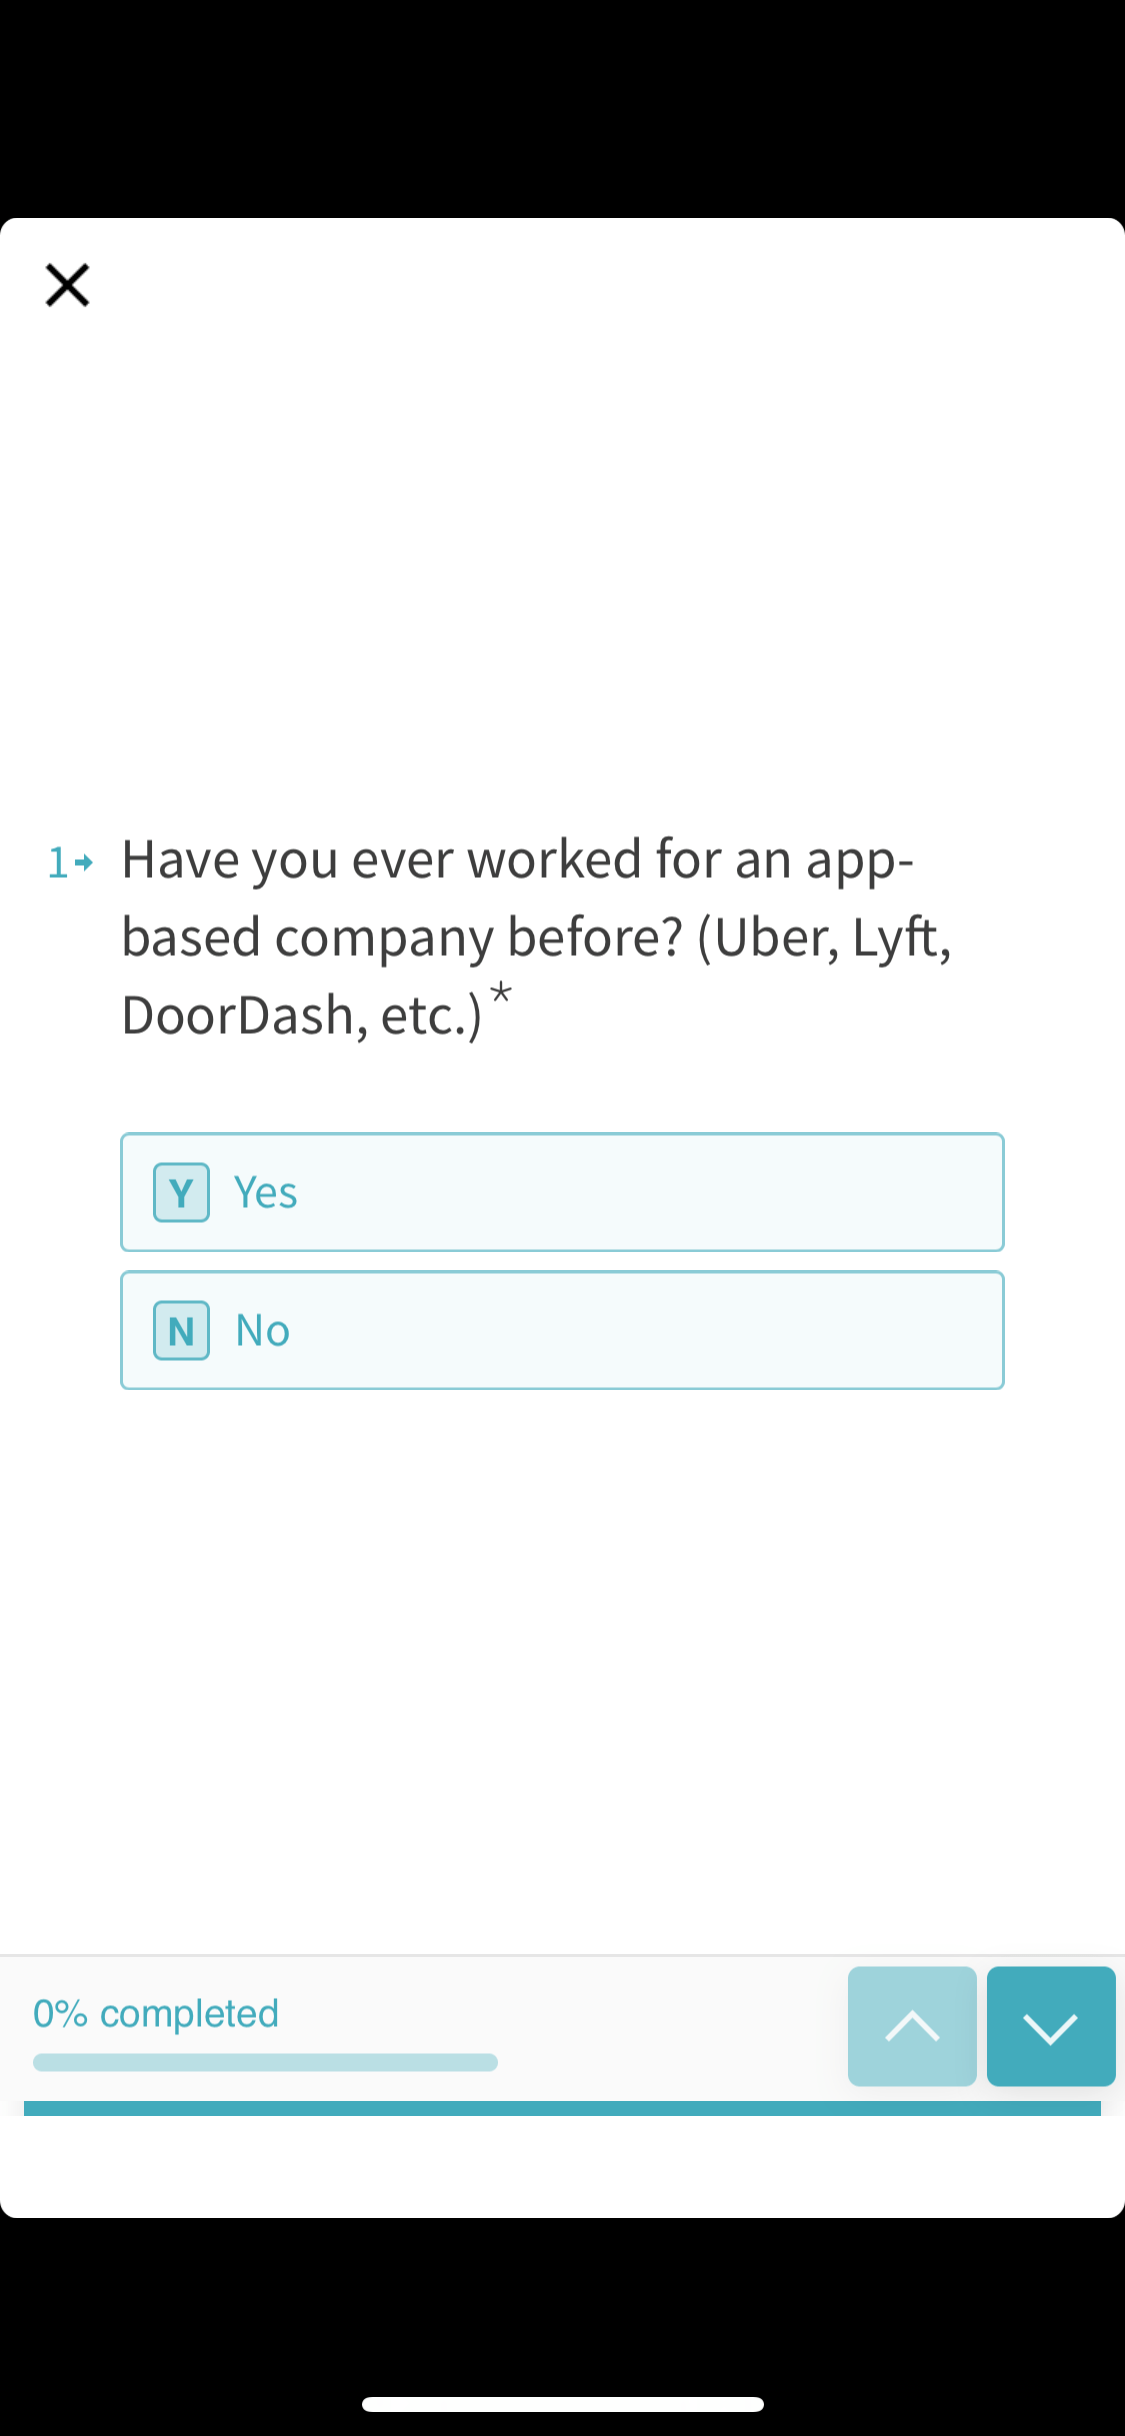 1 Have you ever worked for an app-
based company before? (Uber, Lyft,
DoorDash, etc.)*
Y Yes
N No
0% completed